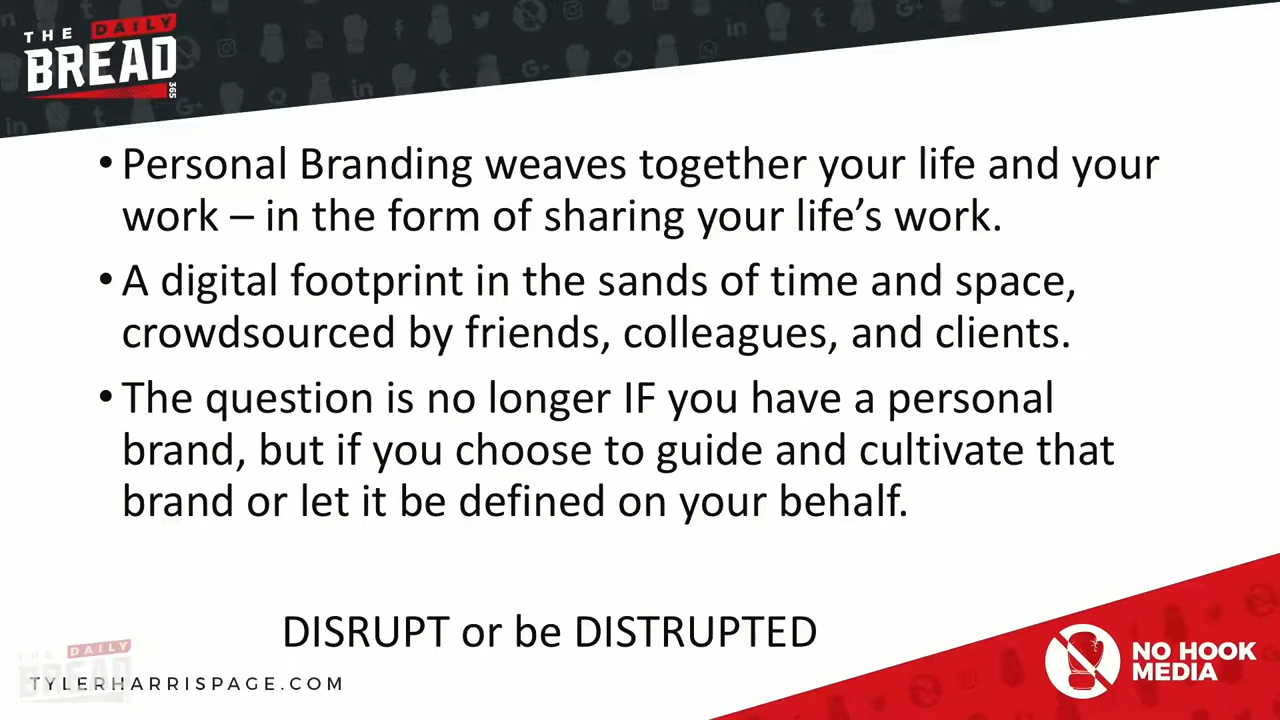 THE DAILY
BREAD
365
• Personal Branding weaves together your life and your
work – in the form of sharing your life’s work.
• A digital footprint in the sands of time and space,
crowdsourced by friends, colleagues, and clients.
• The question is no longer IF you have a personal
brand, but if you choose to guide and cultivate that
brand or let it be defined on your behalf.
DISRUPT or be DISTRUPTED
THE DAILY
BREAD
TYLERHARRISPAGE.COM
NO HOOK
MEDIA